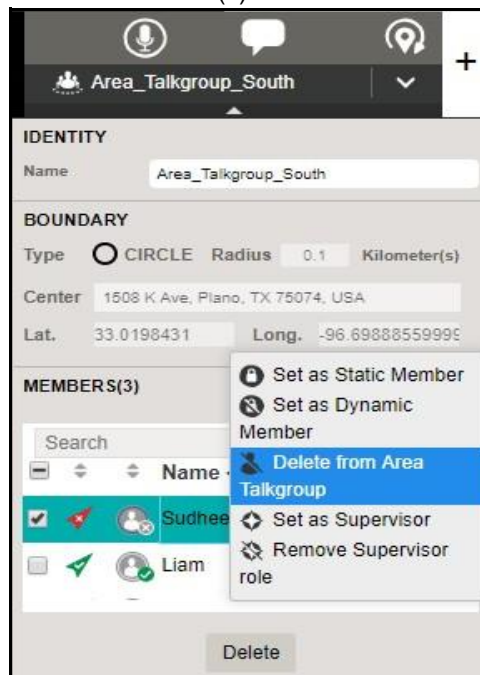 Area_Talkgroup_South
+
IDENTITY
Name Area_Talkgroup_South
BOUNDARY
Type CIRCLE Radius 0.1 Kilometer(s)
Center 1508 K Ave, Plano, TX 75074, USA
Lat. 33.0198431 Long. -96.69888559999
MEMBERS(3)
Set as Static Member
Set as Dynamic
Member
Delete from Area
Talkgroup
Set as Supervisor
Remove Supervisor
role
Search
Name
Sudhee
Liam
Delete